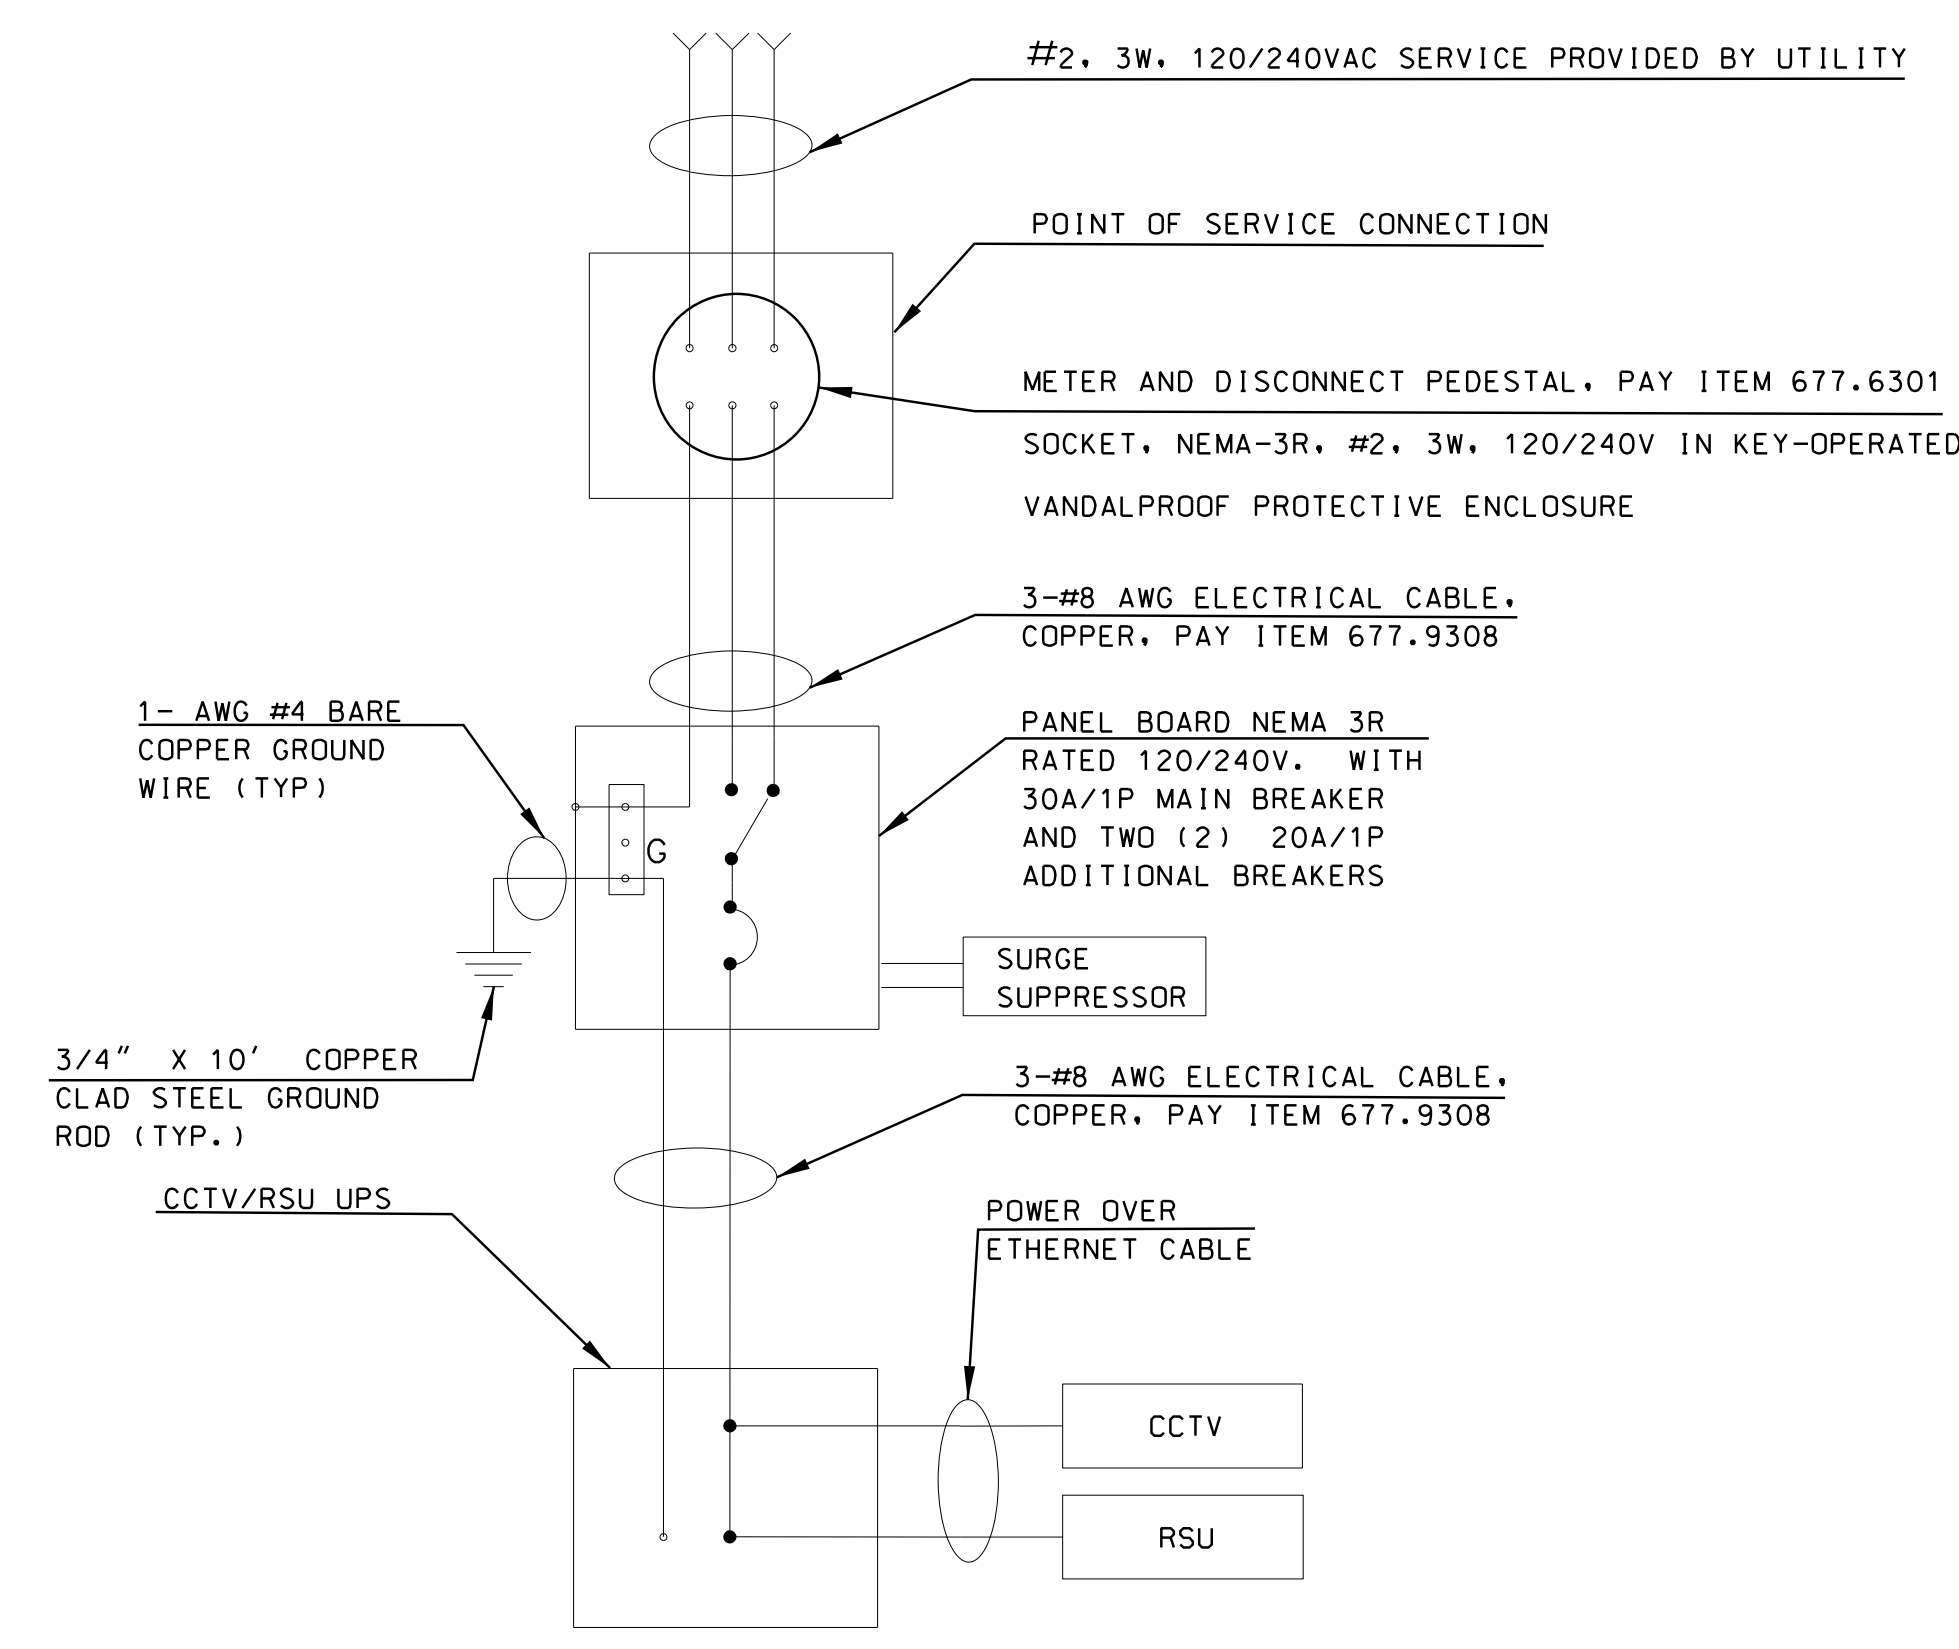 #2, 3W, 120/240VAC SERVICE PROVIDED BY UTILITY
POINT OF SERVICE CONNECTION
METER AND DISCONNECT PEDESTAL, PAY ITEM 677.6301
SOCKET, NEMA-3R, #2, 3W, 120/240V IN KEY-OPERATED
VANDALPROOF PROTECTIVE ENCLOSURE
3-#8 AWG ELECTRICAL CABLE,
COPPER, PAY ITEM 677.9308
1- AWG #4 BARE
COPPER GROUND
WIRE (TYP)
PANEL BOARD NEMA 3R
RATED 120/240V. WITH
30A/1P MAIN BREAKER
AND TWO (2) 20A/1P
ADDITIONAL BREAKERS
G
SURGE
SUPPRESSOR
3/4" X 10' COPPER
CLAD STEEL GROUND
ROD (TYP.)
3-#8 AWG ELECTRICAL CABLE,
COPPER, PAY ITEM 677.9308
CCTV/RSU UPS
POWER OVER
ETHERNET CABLE
CCTV
RSU